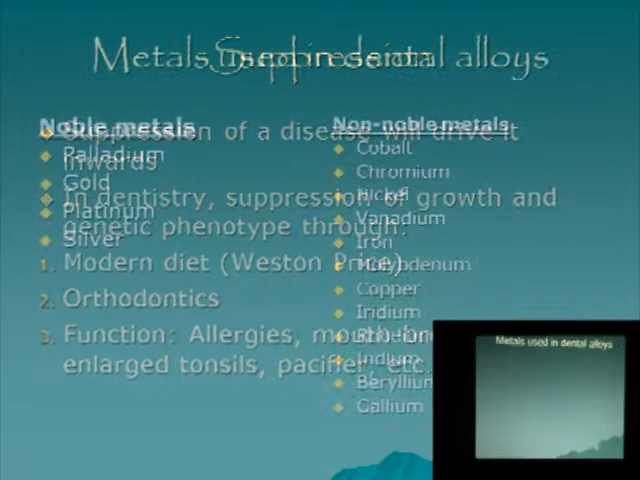 Metals used in dental alloys
Suppression
Noble metals
Palladium
Gold
Platinum
Silver
Non-noble metals
Cobalt
Chromium
Nickel
Vanadium
Iron
Molybdenum
Copper
Iridium
Indium
Beryllium
Gallium
Suppression of a disease will drive it
inwards
In dentistry, suppression of growth and
genetic phenotype through:
1. Modern diet (Weston Price)
2. Orthodontics
3. Function: Allergies,
enlarged tonsils, pacifier, etc.
Metals used in dental alloys